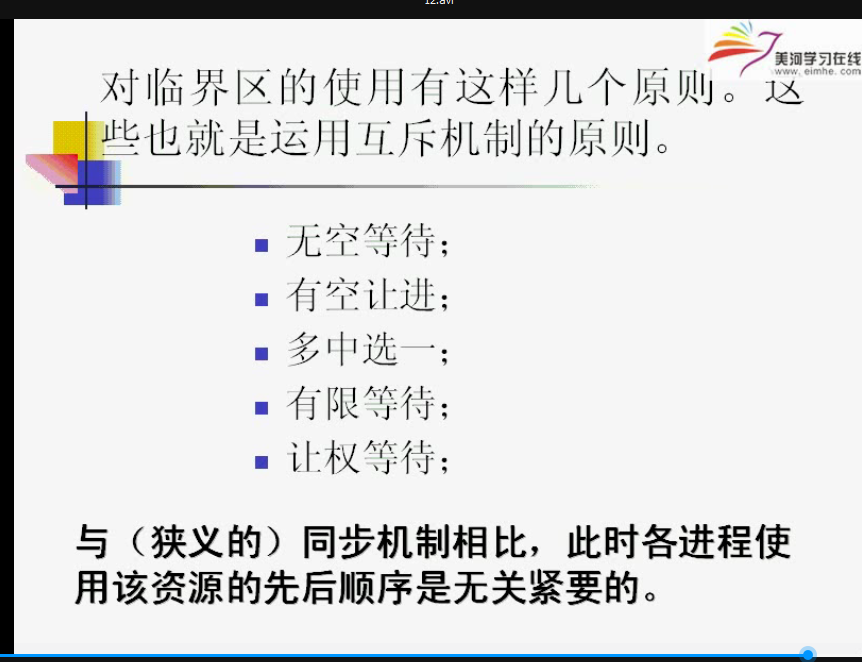 12.avi
美河学习在线
www.eimhe.com
对临界区的使用有这样几个原则。这
些也就是运用互斥机制的原则。
无空等待；
有空让进；
多中选一；
有限等待；
让权等待；
与（狭义的）同步机制相比，此时各进程使
用该资源的先后顺序是无关紧要的。